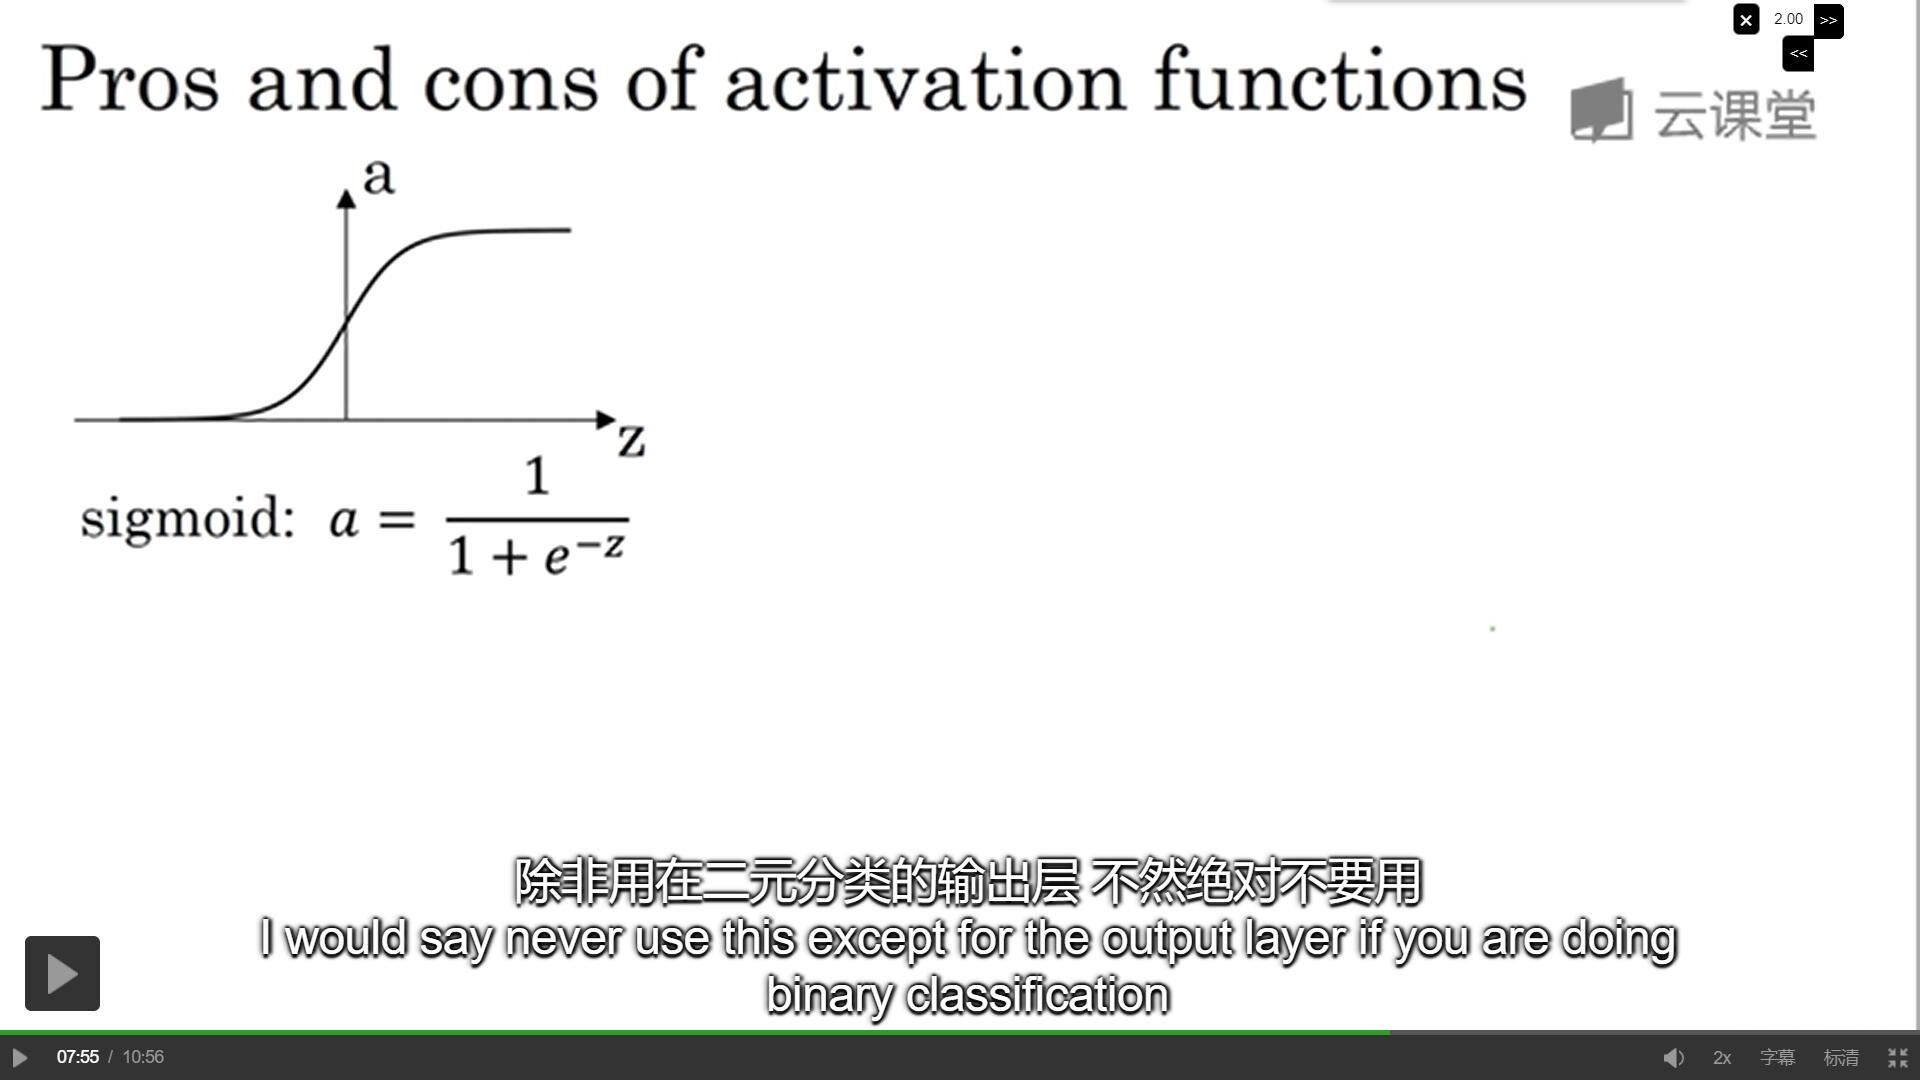 × 2.00 >>
<<
Pros and cons of activation functions
云课堂
a
z
sigmoid: a = 1 / (1 + e^{-z})
除非用在二元分类的输出层 不然绝对不要用
I would say never use this except for the output layer if you are doing
binary classification
07:55 / 10:56 2x 字幕 标清